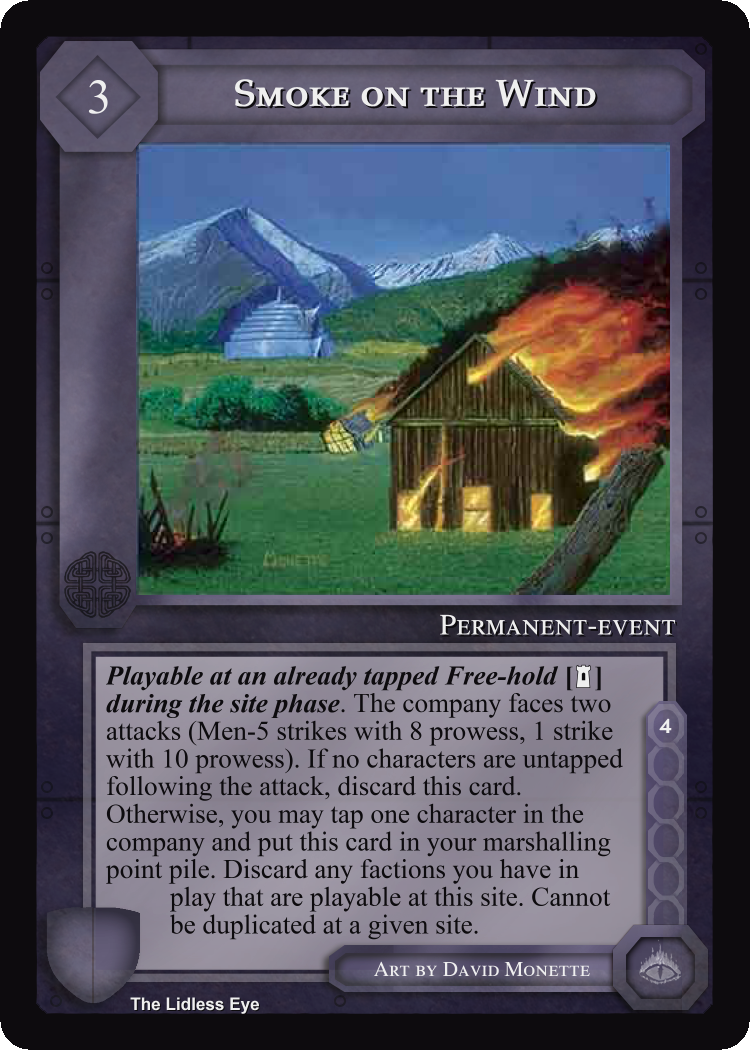 3
Smoke on the Wind
Monette
Permanent-event
Playable at an already tapped Free-hold [ ]
during the site phase. The company faces two
attacks (Men-5 strikes with 8 prowess, 1 strike
with 10 prowess). If no characters are untapped
following the attack, discard this card.
Otherwise, you may tap one character in the
company and put this card in your marshalling
point pile. Discard any factions you have in
play that are playable at this site. Cannot
be duplicated at a given site.
4
Art by David Monette
The Lidless Eye